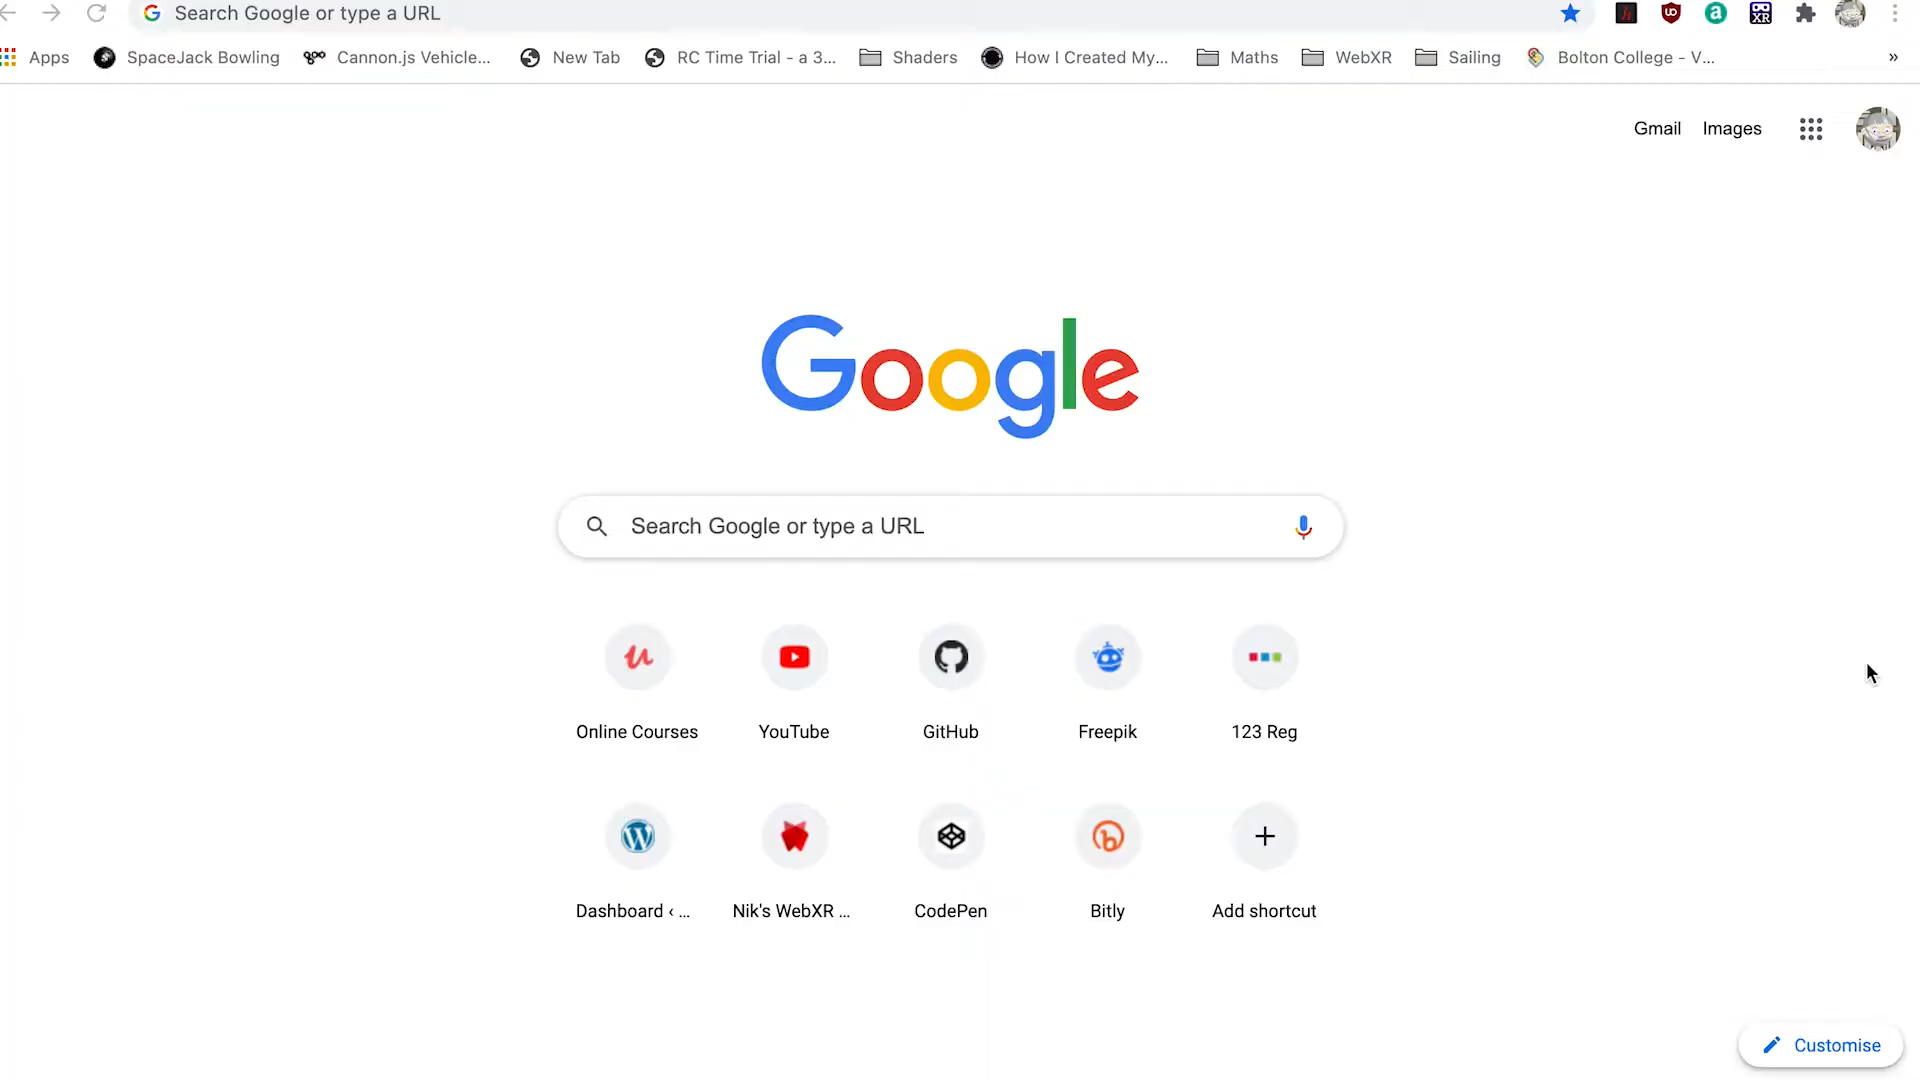 Search Google or type a URL
Apps SpaceJack Bowling Cannon.js Vehicle... New Tab RC Time Trial - a 3... Shaders How I Created My... Maths WebXR Sailing Bolton College - V... »
Gmail Images
Google
Search Google or type a URL
Online Courses YouTube GitHub Freepik 123 Reg
Dashboard ‹ ... Nik's WebXR ... CodePen Bitly Add shortcut
Customise